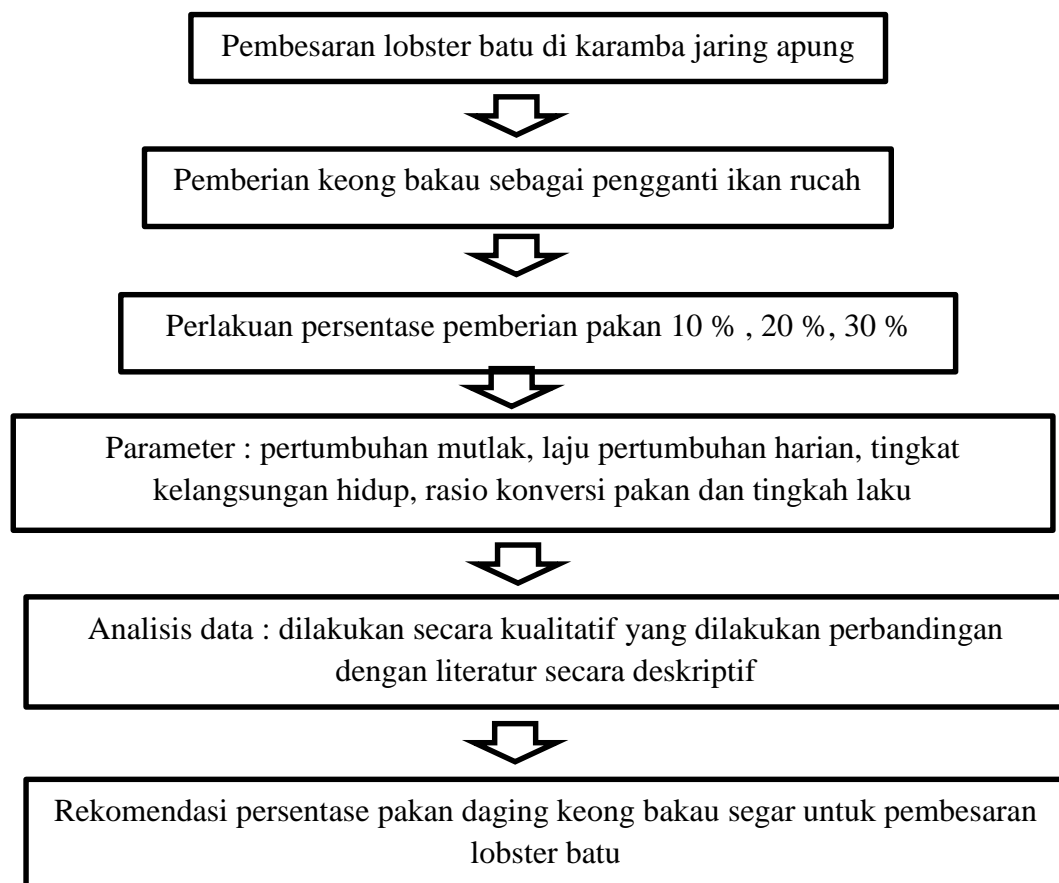 Pembesaran lobster batu di karamba jaring apung
Pemberian keong bakau sebagai pengganti ikan rucah
Perlakuan persentase pemberian pakan 10 % , 20 %, 30 %
Parameter : pertumbuhan mutlak, laju pertumbuhan harian, tingkat
kelangsungan hidup, rasio konversi pakan dan tingkah laku
Analisis data : dilakukan secara kualitatif yang dilakukan perbandingan
dengan literatur secara deskriptif
Rekomendasi persentase pakan daging keong bakau segar untuk pembesaran
lobster batu